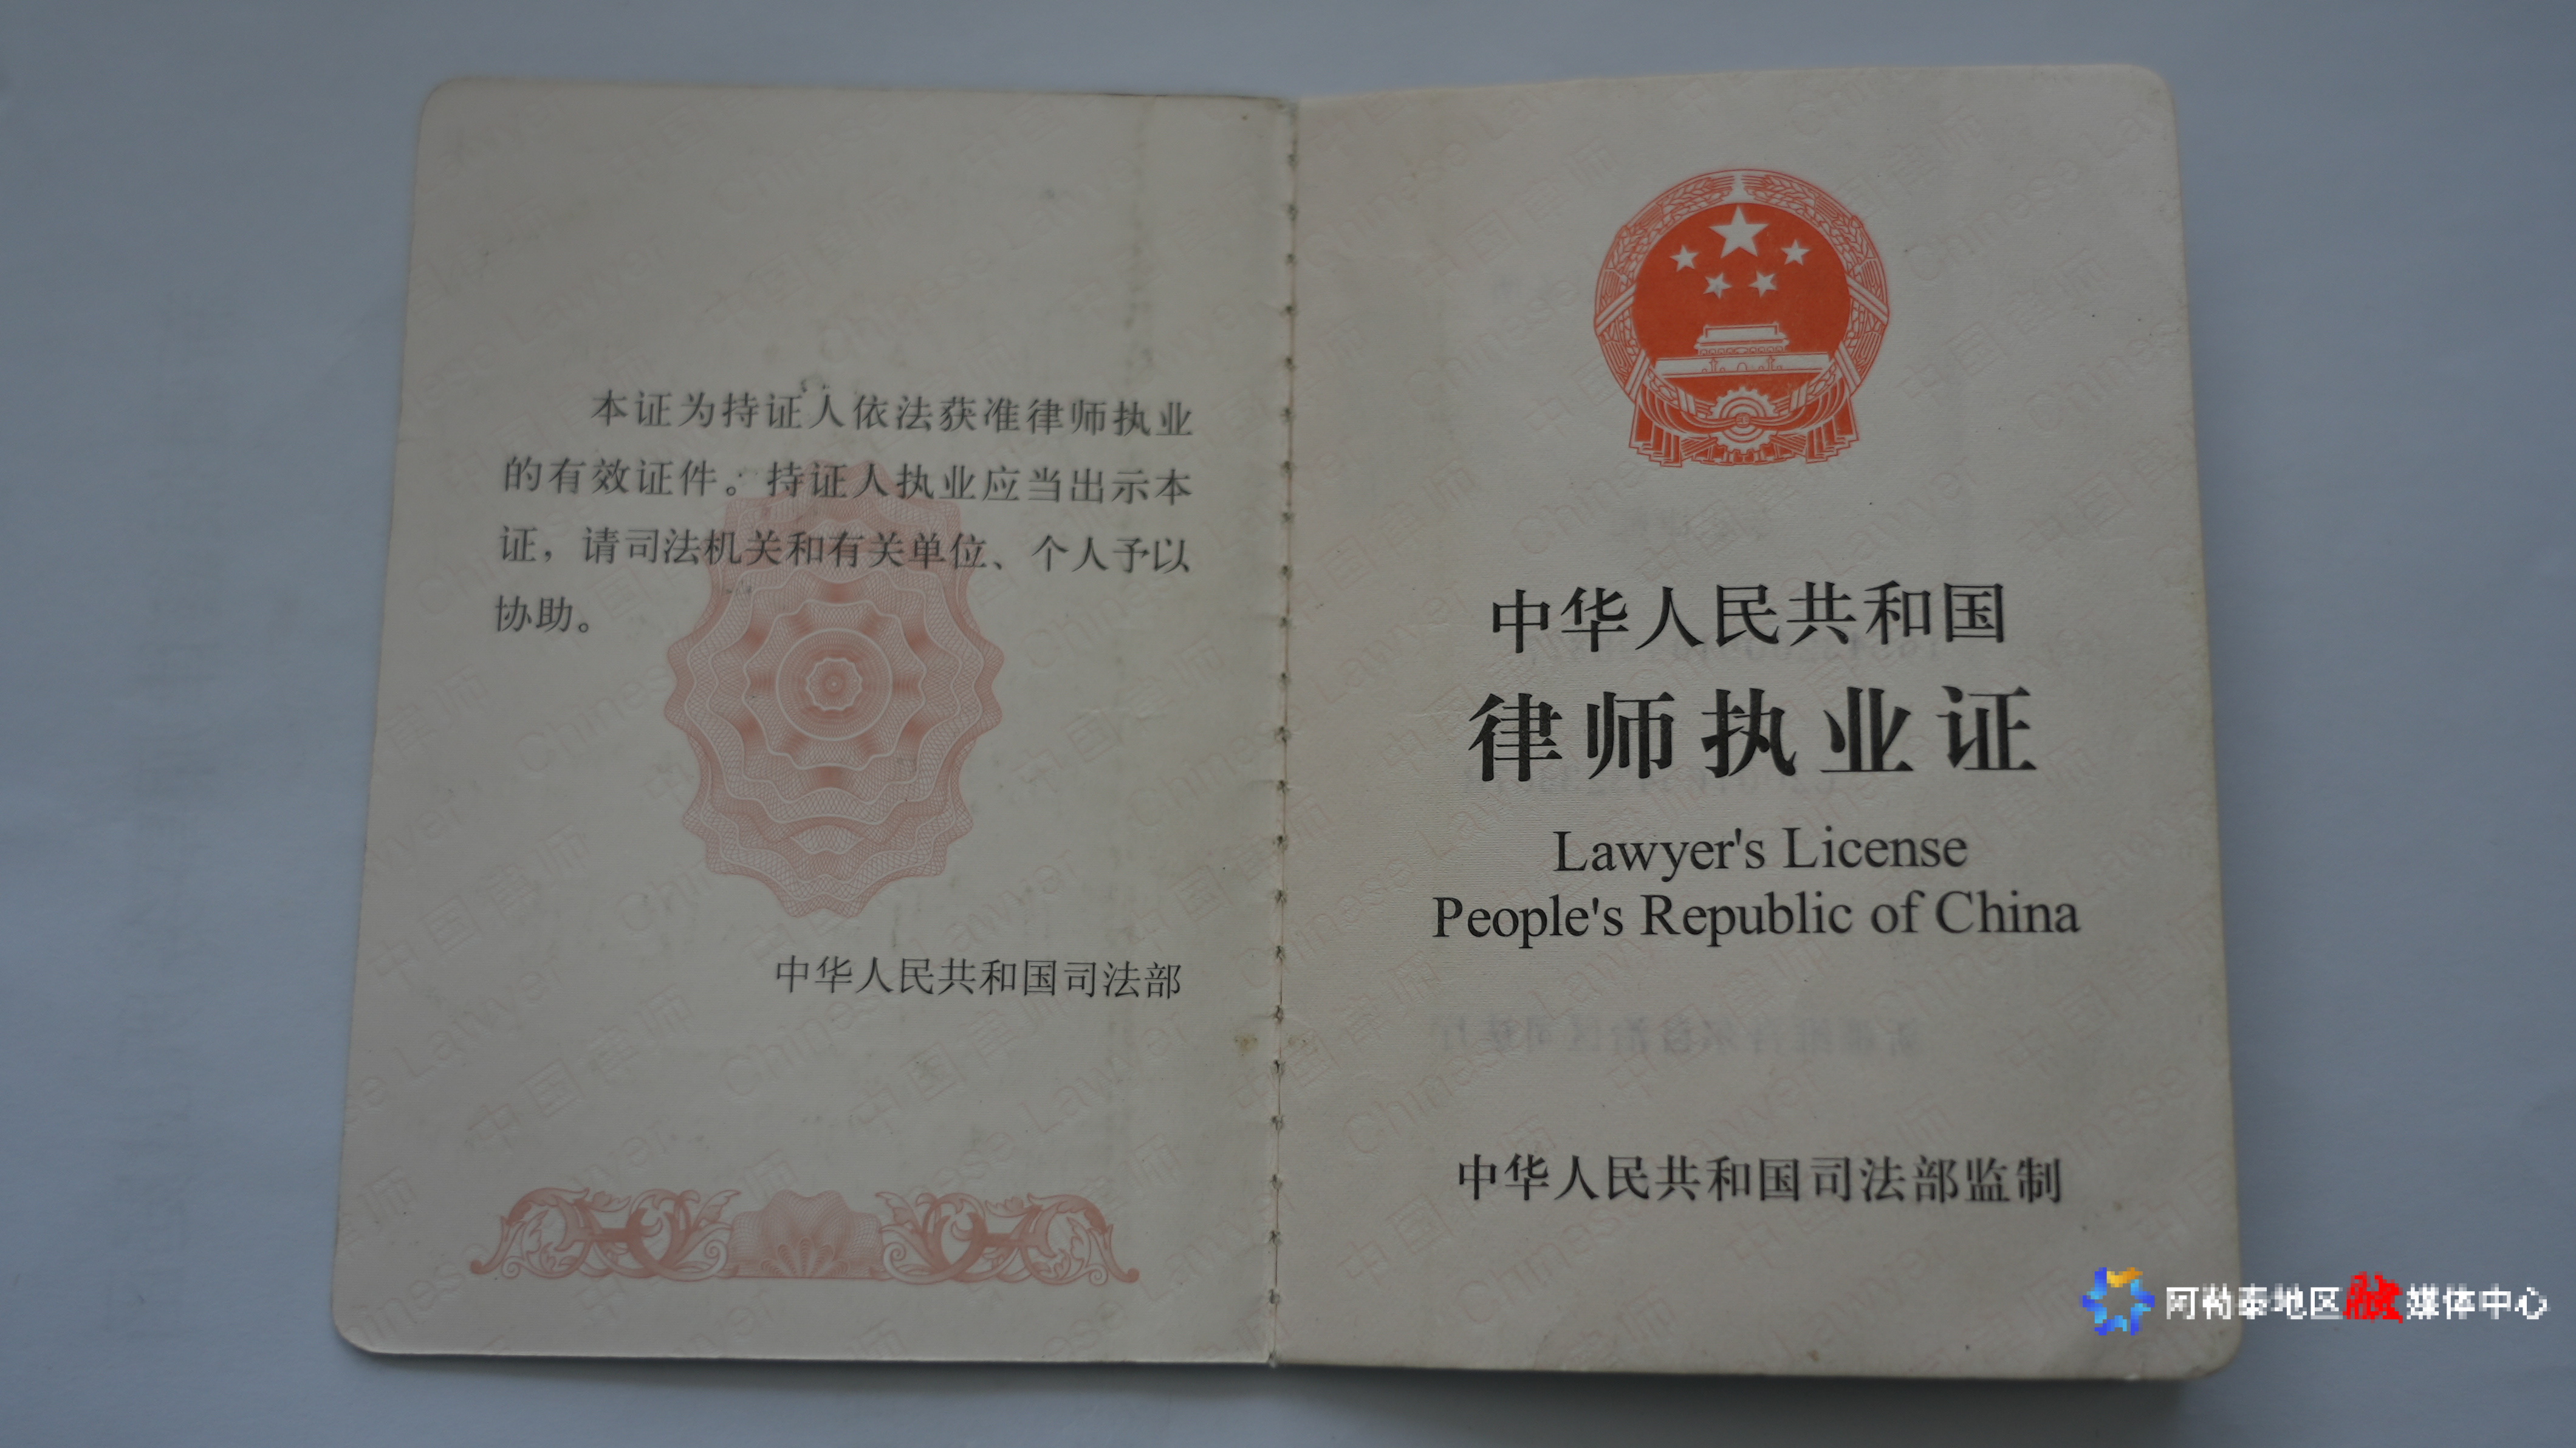 本证为持证人依法获准律师执业
的有效证件。持证人执业应当出示本
证，请司法机关和有关单位、个人予以
协助。
中华人民共和国司法部
中华人民共和国
律师执业证
Lawyer's License
People's Republic of China
中华人民共和国司法部监制
阿勒泰地区融媒体中心